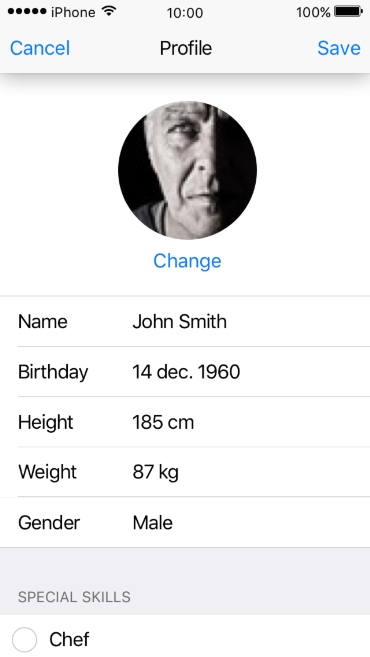 iPhone 10:00 100%
Cancel Profile Save
Change
Name John Smith
Birthday 14 dec. 1960
Height 185 cm
Weight 87 kg
Gender Male
SPECIAL SKILLS
Chef